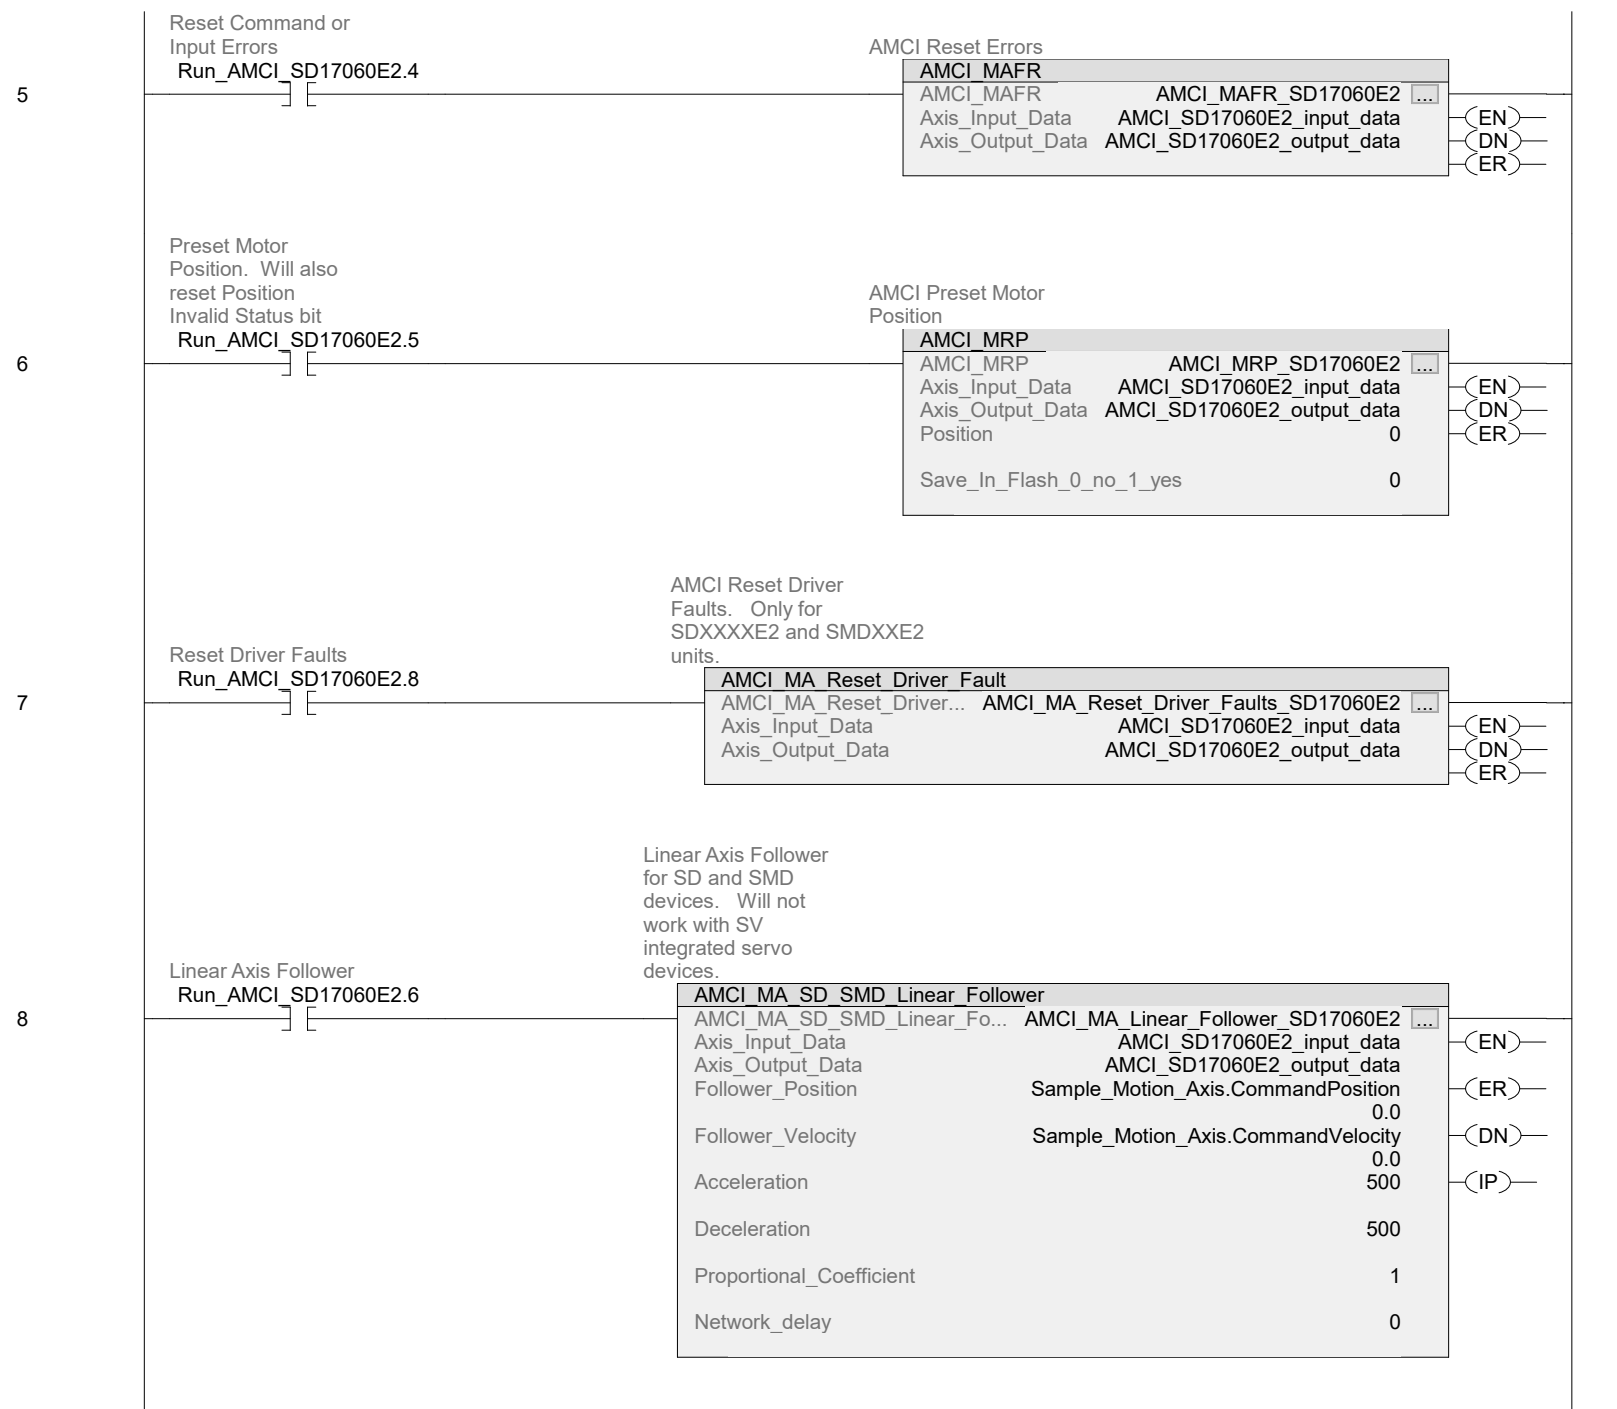 Reset Command or
Input Errors
Run_AMCI_SD17060E2.4
5
AMCI Reset Errors
AMCI_MAFR
AMCI_MAFR AMCI_MAFR_SD17060E2 ...
Axis_Input_Data AMCI_SD17060E2_input_data
Axis_Output_Data AMCI_SD17060E2_output_data
EN
DN
ER
Preset Motor
Position. Will also
reset Position
Invalid Status bit
Run_AMCI_SD17060E2.5
6
AMCI Preset Motor
Position
AMCI_MRP
AMCI_MRP AMCI_MRP_SD17060E2 ...
Axis_Input_Data AMCI_SD17060E2_input_data
Axis_Output_Data AMCI_SD17060E2_output_data
Position 0
Save_In_Flash_0_no_1_yes 0
EN
DN
ER
Reset Driver Faults
Run_AMCI_SD17060E2.8
7
AMCI Reset Driver
Faults. Only for
SDXXXXE2 and SMDXXE2
units.
AMCI_MA_Reset_Driver_Fault
AMCI_MA_Reset_Driver... AMCI_MA_Reset_Driver_Faults_SD17060E2 ...
Axis_Input_Data AMCI_SD17060E2_input_data
Axis_Output_Data AMCI_SD17060E2_output_data
EN
DN
ER
Linear Axis Follower
Run_AMCI_SD17060E2.6
8
Linear Axis Follower
for SD and SMD
devices. Will not
work with SV
integrated servo
devices.
AMCI_MA_SD_SMD_Linear_Follower
AMCI_MA_SD_SMD_Linear_Fo... AMCI_MA_Linear_Follower_SD17060E2 ...
Axis_Input_Data AMCI_SD17060E2_input_data
Axis_Output_Data AMCI_SD17060E2_output_data
Follower_Position Sample_Motion_Axis.CommandPosition
0.0
Follower_Velocity Sample_Motion_Axis.CommandVelocity
0.0
Acceleration 500
Deceleration 500
Proportional_Coefficient 1
Network_delay 0
EN
ER
DN
IP